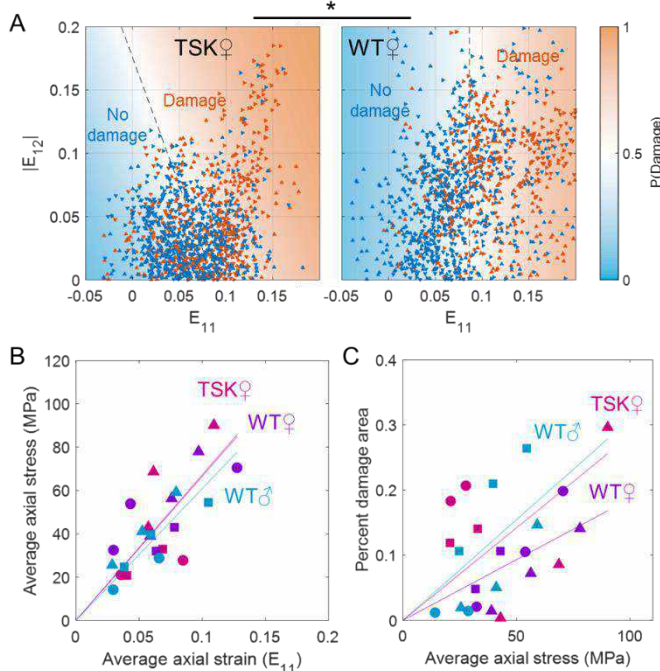 A
*
TSK♀
WT♀
No
damage
Damage
No
damage
Damage
|E12|
0.2
0.15
0.1
0.05
0
-0.05 0 0.05 0.1 0.15
-0.05 0 0.05 0.1 0.15
E11
E11
1
0.5
0
P(Damage)
B
120
100
80
60
40
20
0
Average axial stress (MPa)
TSK♀
WT♀
WT♂
0 0.05 0.1 0.15 0.2
Average axial strain (E11)
C
0.4
0.3
0.2
0.1
0
Percent damage area
TSK♀
WT♂
WT♀
0 50 100
Average axial stress (MPa)